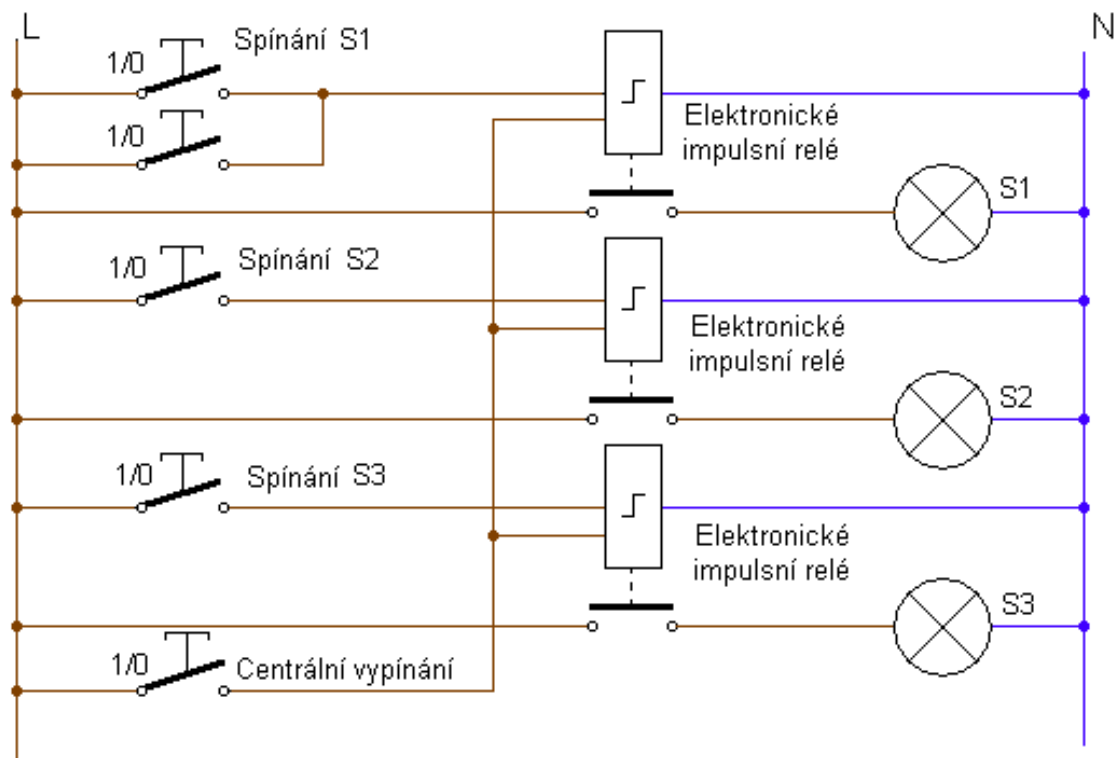 L
N
Spínání S1
1/0
1/0
Elektronické
impulsní relé
S1
1/0
Spínání S2
Elektronické
impulsní relé
S2
1/0
Spínání S3
Elektronické
impulsní relé
S3
1/0
Centrální vypínání